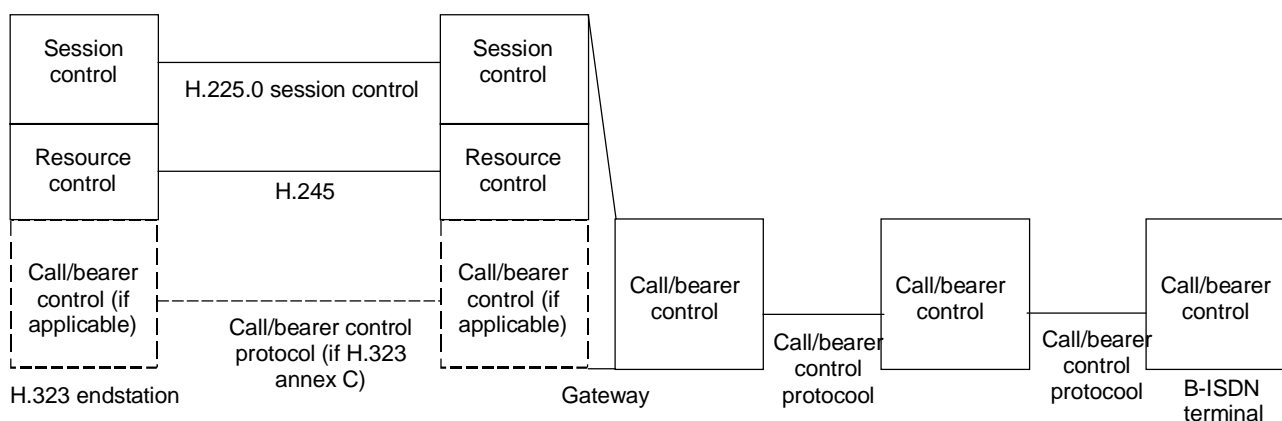 Session
control
H.225.0 session control
Session
control
Resource
control
H.245
Resource
control
Call/bearer
control (if
applicable)
Call/bearer control
protocol (if H.323
annex C)
Call/bearer
control (if
applicable)
Call/bearer
control
Call/bearer
control
protocool
Call/bearer
control
Call/bearer
control
protocool
Call/bearer
control
H.323 endstation
Gateway
B-ISDN
terminal